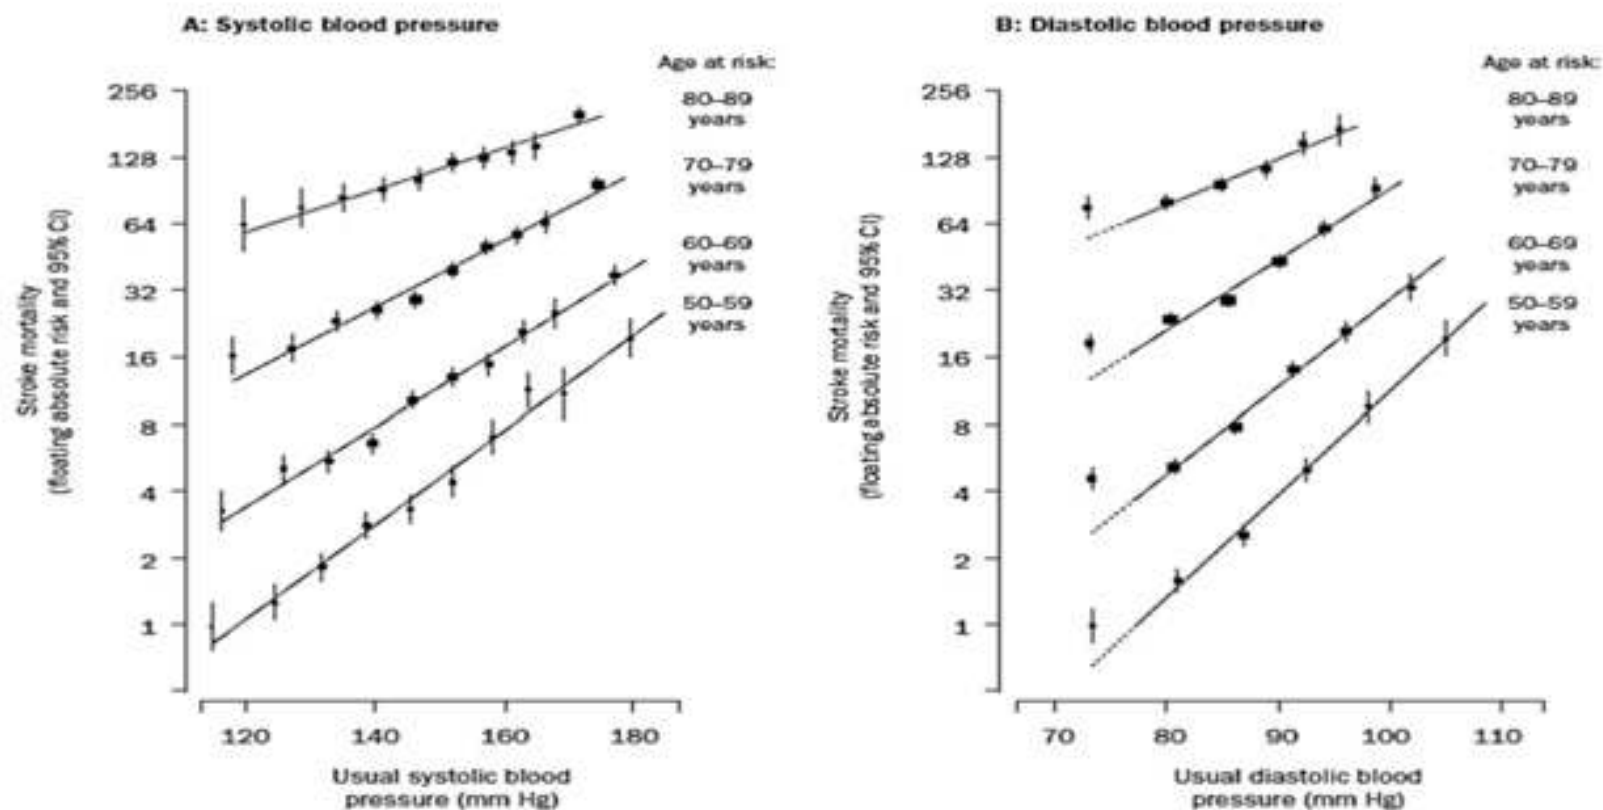 A: Systolic blood pressure
Age at risk:
256
128
64
32
16
8
4
2
1
80–89
years
70–79
years
60–69
years
50–59
years
Stroke mortality
(floating absolute risk and 95% CI)
120 140 160 180
Usual systolic blood
pressure (mm Hg)
B: Diastolic blood pressure
Age at risk:
256
128
64
32
16
8
4
2
1
80–89
years
70–79
years
60–69
years
50–59
years
Stroke mortality
(floating absolute risk and 95% CI)
70 80 90 100 110
Usual diastolic blood
pressure (mm Hg)